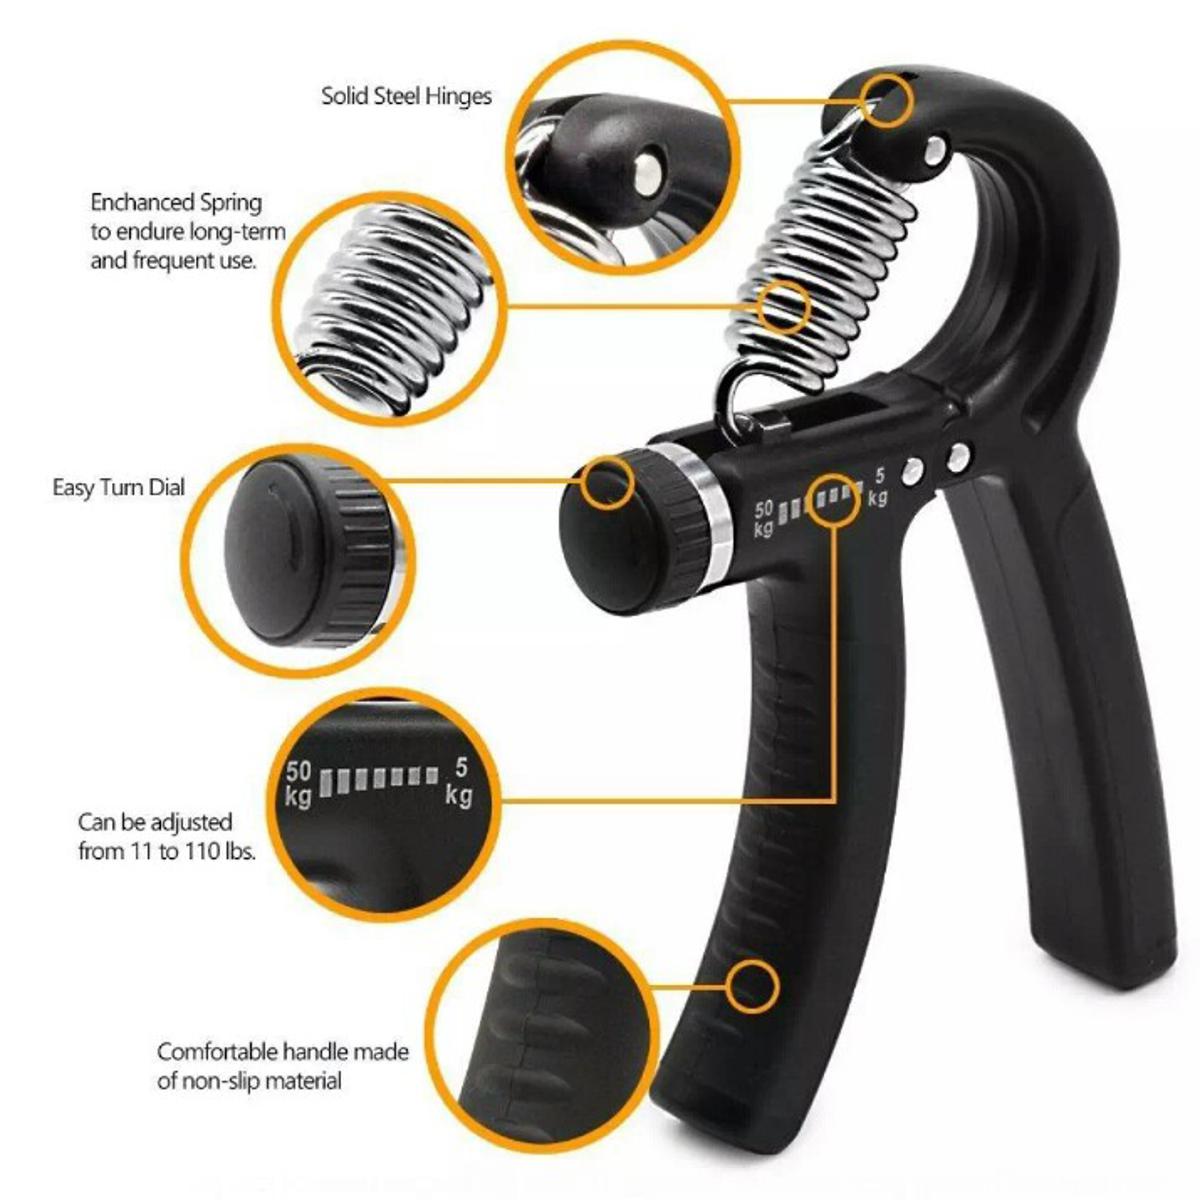 Solid Steel Hinges
Enchanced Spring
to endure long-term
and frequent use.
Easy Turn Dial
50
kg
5
kg
50
kg
5
kg
Can be adjusted
from 11 to 110 lbs.
Comfortable handle made
of non-slip material